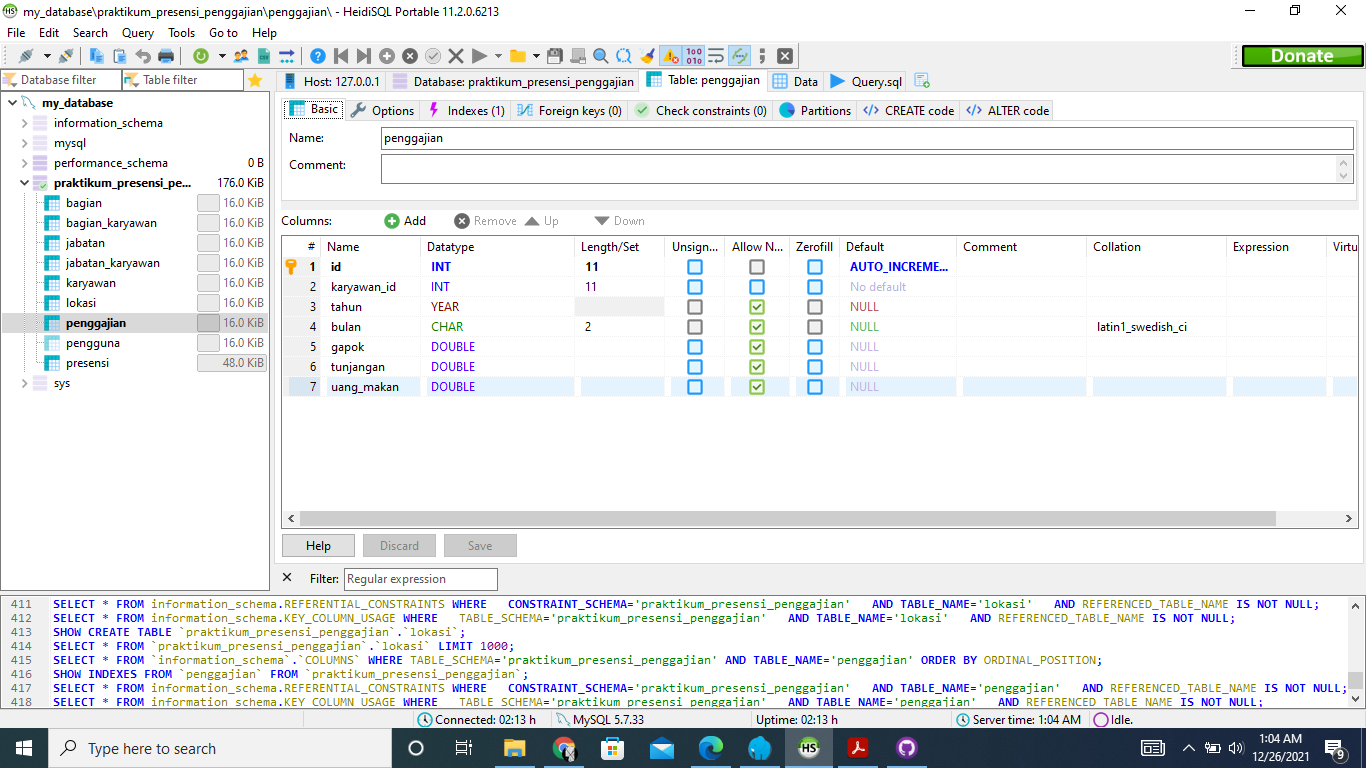 my_database\praktikum_presensi_penggajian\penggajian\ - HeidiSQL Portable 11.2.0.6213
File Edit Search Query Tools Go to Help
Donate
Database filter Table filter
Host: 127.0.0.1 Database: praktikum_presensi_penggajian Table: penggajian Data Query.sql
my_database
information_schema
mysql
performance_schema 0 B
praktikum_presensi_pe... 176.0 KiB
bagian 16.0 KiB
bagian_karyawan 16.0 KiB
jabatan 16.0 KiB
jabatan_karyawan 16.0 KiB
karyawan 16.0 KiB
lokasi 16.0 KiB
penggajian 16.0 KiB
pengguna 16.0 KiB
presensi 48.0 KiB
sys
Basic Options Indexes (1) Foreign keys (0) Check constraints (0) Partitions CREATE code ALTER code
Name: penggajian
Comment:
Columns: Add Remove Up Down
# Name Datatype Length/Set Unsign... Allow N... Zerofill Default Comment Collation Expression Virtu
1 id INT 11 AUTO_INCREME...
2 karyawan_id INT 11 No default
3 tahun YEAR NULL
4 bulan CHAR 2 NULL latin1_swedish_ci
5 gapok DOUBLE NULL
6 tunjangan DOUBLE NULL
7 uang_makan DOUBLE NULL
Help Discard Save
Filter: Regular expression
411 SELECT * FROM information_schema.REFERENTIAL_CONSTRAINTS WHERE CONSTRAINT_SCHEMA='praktikum_presensi_penggajian' AND TABLE_NAME='lokasi' AND REFERENCED_TABLE_NAME IS NOT NULL;
412 SELECT * FROM information_schema.KEY_COLUMN_USAGE WHERE TABLE_SCHEMA='praktikum_presensi_penggajian' AND TABLE_NAME='lokasi' AND REFERENCED_TABLE_NAME IS NOT NULL;
413 SHOW CREATE TABLE `praktikum_presensi_penggajian`.`lokasi`;
414 SELECT * FROM `praktikum_presensi_penggajian`.`lokasi` LIMIT 1000;
415 SELECT * FROM `information_schema`.`COLUMNS` WHERE TABLE_SCHEMA='praktikum_presensi_penggajian' AND TABLE_NAME='penggajian' ORDER BY ORDINAL_POSITION;
416 SHOW INDEXES FROM `penggajian` FROM `praktikum_presensi_penggajian`;
417 SELECT * FROM information_schema.REFERENTIAL_CONSTRAINTS WHERE CONSTRAINT_SCHEMA='praktikum_presensi_penggajian' AND TABLE_NAME='penggajian' AND REFERENCED_TABLE_NAME IS NOT NULL;
418 SELECT * FROM information_schema.KEY_COLUMN_USAGE WHERE TABLE_SCHEMA='praktikum_presensi_penggajian' AND TABLE_NAME='penggajian' AND REFERENCED_TABLE_NAME IS NOT NULL;
Connected: 02:13 h MySQL 5.7.33 Uptime: 02:13 h Server time: 1:04 AM Idle.
Type here to search
1:04 AM
12/26/2021
9